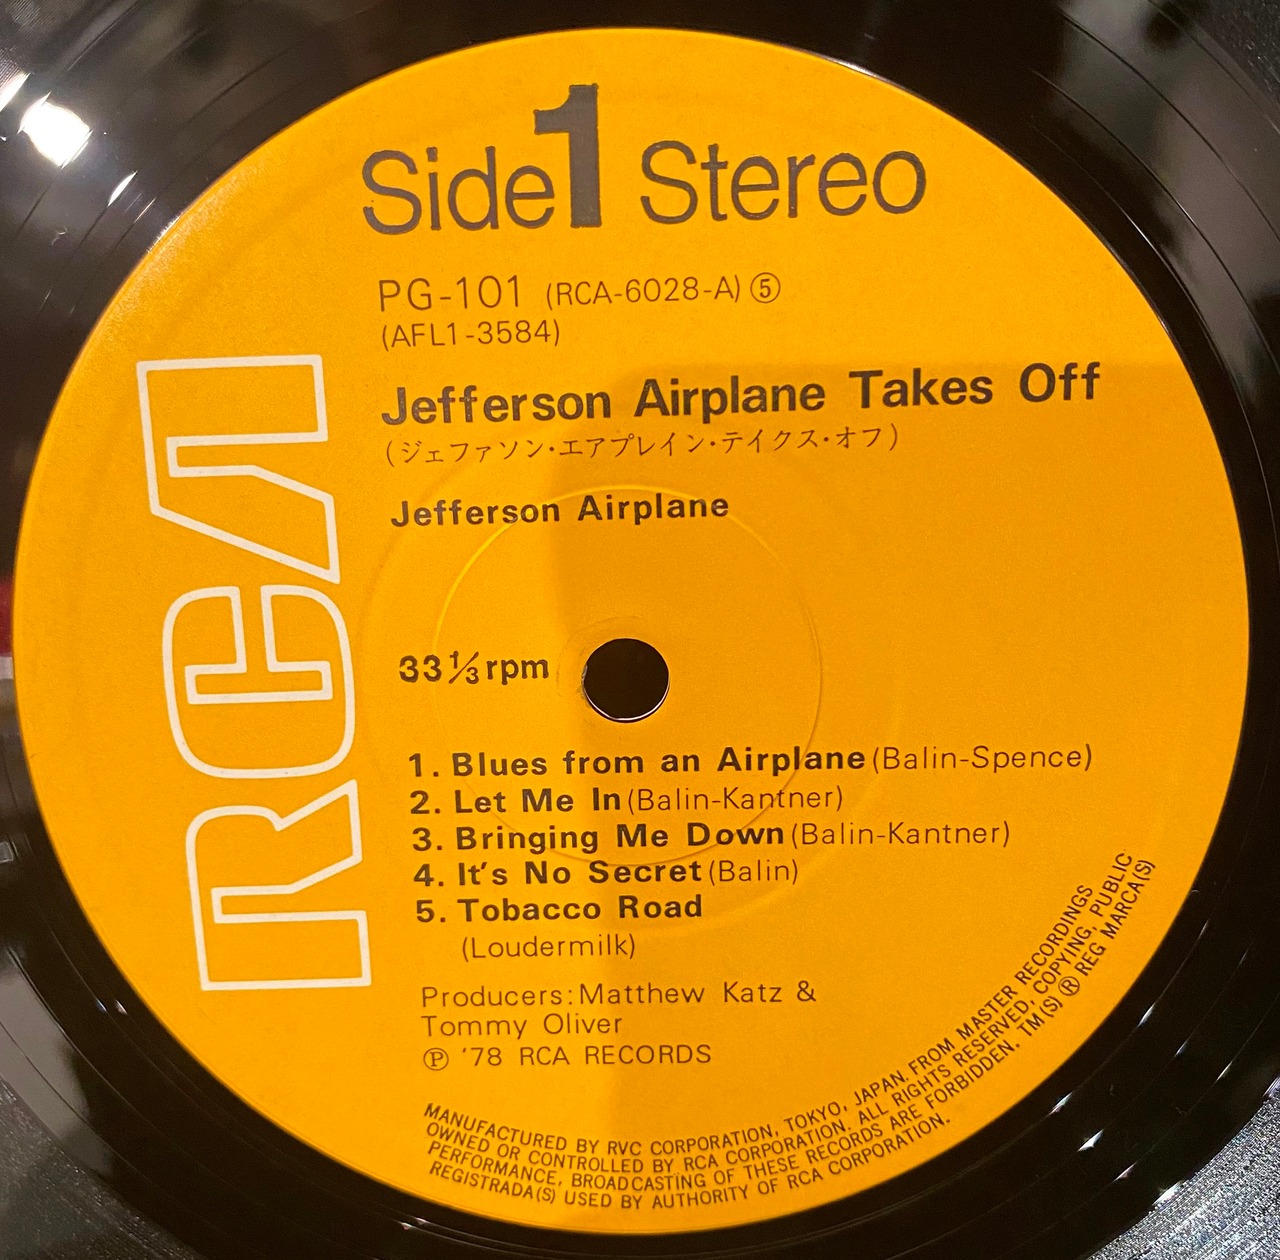 Side 1 Stereo
PG-101 (RCA-6028-A) ⑤
(AFL1-3584)
Jefferson Airplane Takes Off
(ジェファソン・エアプレイン・テイクス・オフ)
Jefferson Airplane
RCA
33 1/3 rpm
1. Blues from an Airplane (Balin-Spence)
2. Let Me In (Balin-Kantner)
3. Bringing Me Down (Balin-Kantner)
4. It's No Secret (Balin)
5. Tobacco Road
(Loudermilk)
Producers: Matthew Katz &
Tommy Oliver
Ⓟ '78 RCA RECORDS
MANUFACTURED BY RVC CORPORATION, TOKYO, JAPAN. FROM MASTER RECORDINGS
OWNED OR CONTROLLED BY RCA CORPORATION. ALL RIGHTS RESERVED, COPYING, PUBLIC
PERFORMANCE, BROADCASTING OF THESE RECORDS ARE FORBIDDEN. TM(S) ® REG MARCA(S)
REGISTRADA(S) USED BY AUTHORITY OF RCA CORPORATION.